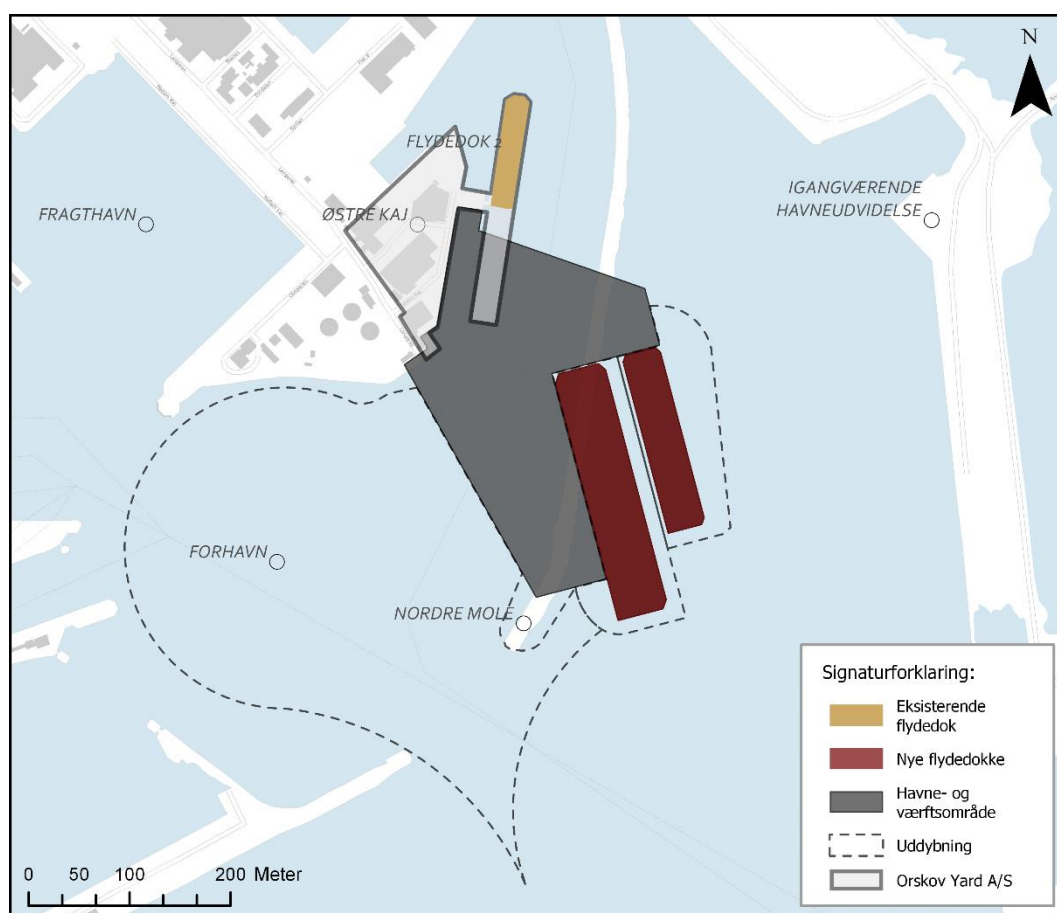 N
FLYDEDOK 2
FRAGTHAVN
ØSTRE KAJ
IGANGVÆRENDE
HAVNEUDVIDELSE
FORHAVN
NORDRE MOLE
Signaturforklaring:
Eksisterende
flydedok
Nye flydedokke
Havne- og
værftsområde
Uddybning
Orskov Yard A/S
0 50 100 200 Meter